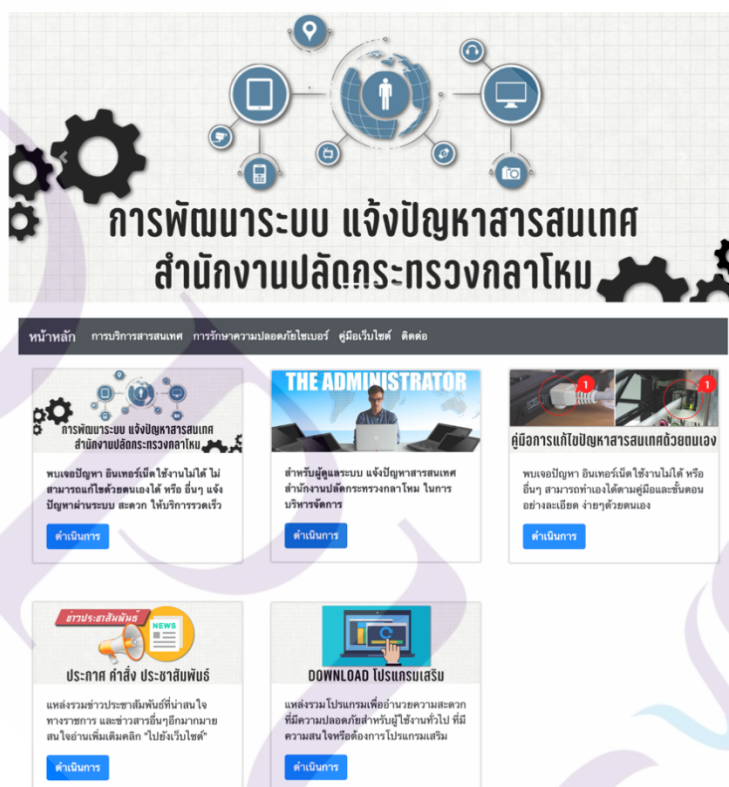 การพัฒนาระบบ แจ้งปัญหาสารสนเทศ
สำนักงานปลัดกระทรวงกลาโหม
หน้าหลัก การบริการสารสนเทศ การรักษาความปลอดภัยไซเบอร์ คู่มือเว็บไซต์ ติดต่อ
การพัฒนาระบบ แจ้งปัญหาสารสนเทศ
สำนักงานปลัดกระทรวงกลาโหม
พบเจอปัญหา อินเทอร์เน็ตใช้งานไม่ได้ ไม่
สามารถแก้ไขด้วยตนเองได้ หรือ อื่นๆ แจ้ง
ปัญหาผ่านระบบ สะดวก ให้บริการรวดเร็ว
ดำเนินการ
THE ADMINISTRATOR
สำหรับผู้ดูแลระบบ แจ้งปัญหาสารสนเทศ
สำนักงานปลัดกระทรวงกลาโหม ในการ
บริหารจัดการ
ดำเนินการ
1
1
คู่มือการแก้ไขปัญหาสารสนเทศด้วยตนเอง
พบเจอปัญหา อินเทอร์เน็ตใช้งานไม่ได้ หรือ
อื่นๆ สามารถทำเองได้ตามคู่มือและขั้นตอน
อย่างละเอียด ง่ายๆด้วยตนเอง
ดำเนินการ
ข่าวประชาสัมพันธ์
NEWS
ประกาศ คำสั่ง ประชาสัมพันธ์
แหล่งรวมข่าวประชาสัมพันธ์ที่น่าสนใจ
ทางราชการ และข่าวสารอื่นๆอีกมากมาย
สนใจอ่านเพิ่มเติมคลิก "ไปยังเว็บไซต์"
ดำเนินการ
DOWNLOAD โปรแกรมเสริม
แหล่งรวมโปรแกรมเพื่ออำนวยความสะดวก
ที่มีความปลอดภัยสำหรับผู้ใช้งานทั่วไป ที่มี
ความสนใจหรือต้องการโปรแกรมเสริม
ดำเนินการ